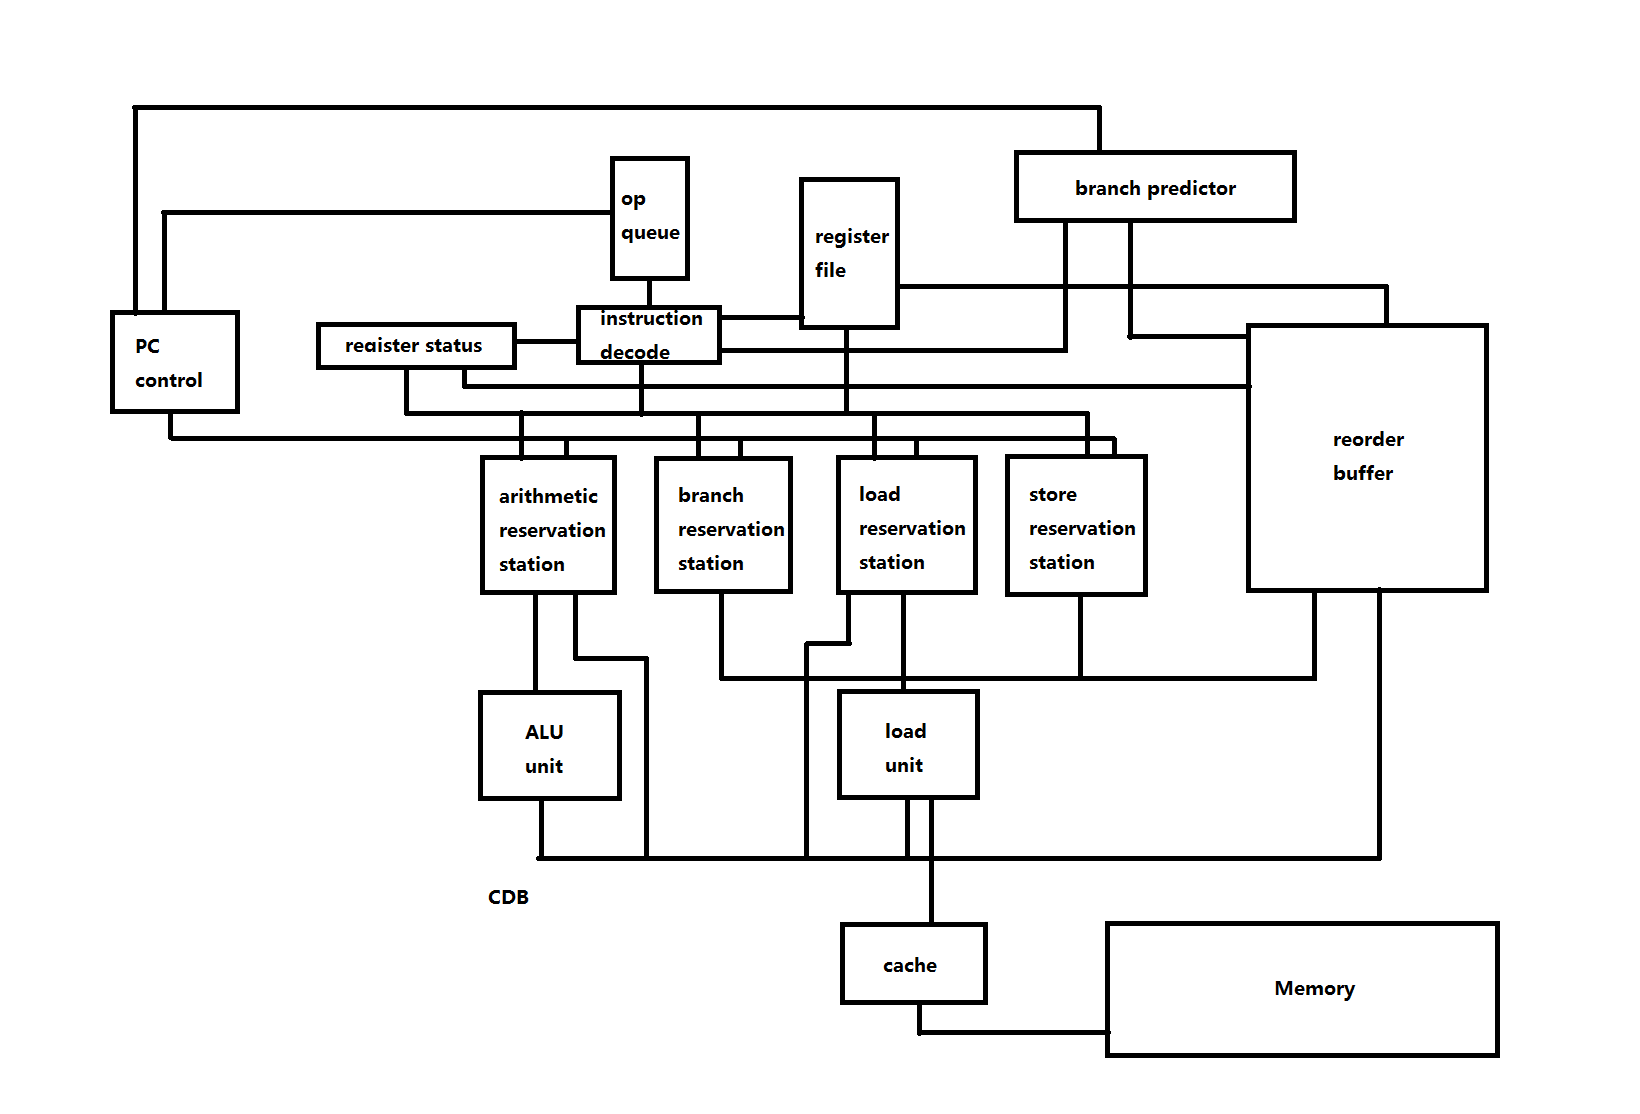 branch predictor
op
queue
register
file
instruction
decode
register status
PC
control
reorder
buffer
arithmetic
reservation
station
branch
reservation
station
load
reservation
station
store
reservation
station
ALU
unit
load
unit
CDB
cache
Memory